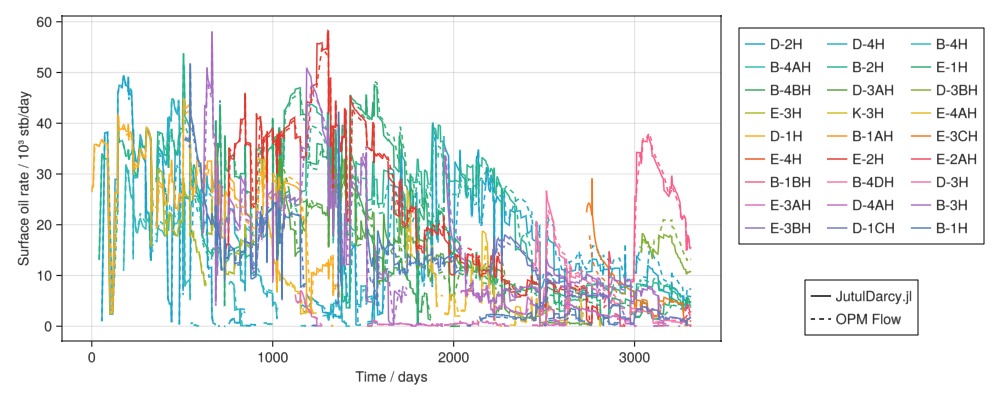 60
50
40
30
20
10
0
Surface oil rate / 10³ stb/day
0 1000 2000 3000
Time / days
D-2H D-4H B-4H
B-4AH B-2H E-1H
B-4BH D-3AH D-3BH
E-3H K-3H E-4AH
D-1H B-1AH E-3CH
E-4H E-2H E-2AH
B-1BH B-4DH D-3H
E-3AH D-4AH B-3H
E-3BH D-1CH B-1H
JutulDarcy.jl
OPM Flow